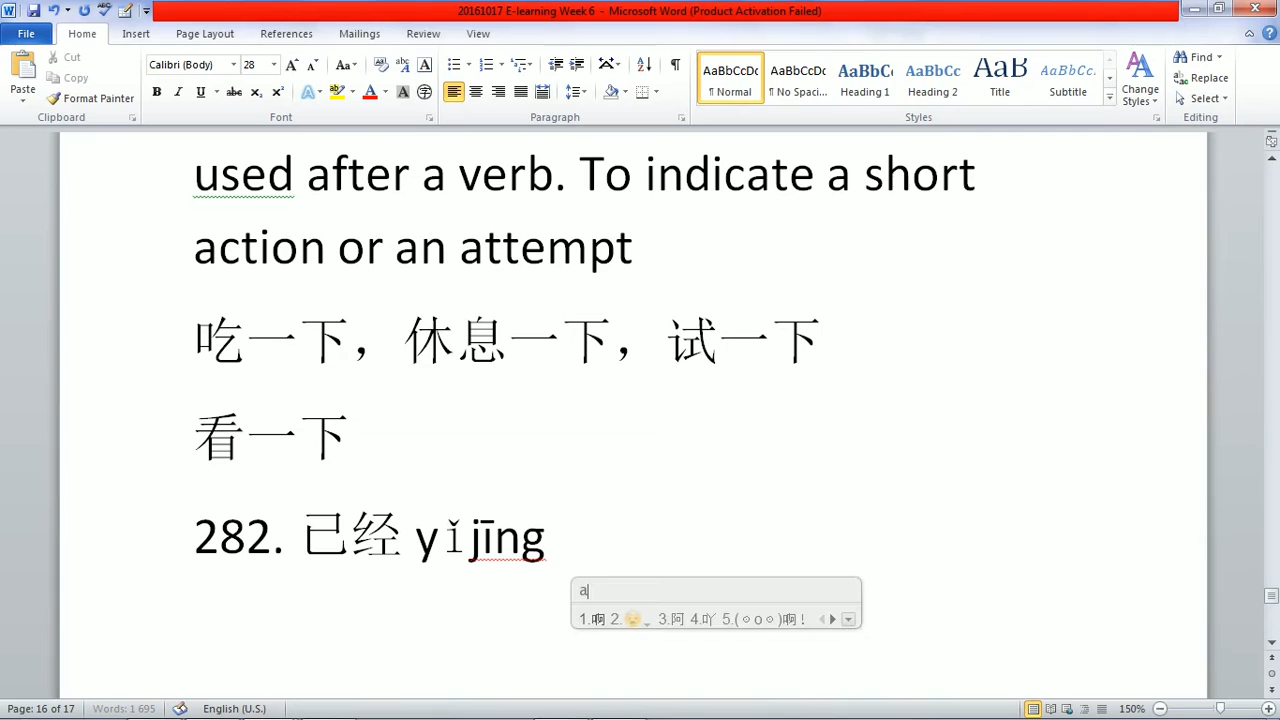 20161017 E-learning Week 6 - Microsoft Word (Product Activation Failed)
File Home Insert Page Layout References Mailings Review View
Paste Cut Copy Format Painter Clipboard
Calibri (Body) 28 Font
Paragraph
AaBbCcDc ¶ Normal AaBbCcDc ¶ No Spaci... AaBbCc Heading 1 AaBbCc Heading 2 AaB Title AaBbCcL Subtitle Change Styles Styles
Find Replace Select Editing
used after a verb. To indicate a short
action or an attempt
吃一下，休息一下，试一下
看一下
282. 已经 yǐjīng
a
1.啊 2. 3.阿 4.吖 5.(⊙o⊙)啊！
Page: 16 of 17 Words: 1 695 English (U.S.) 150%